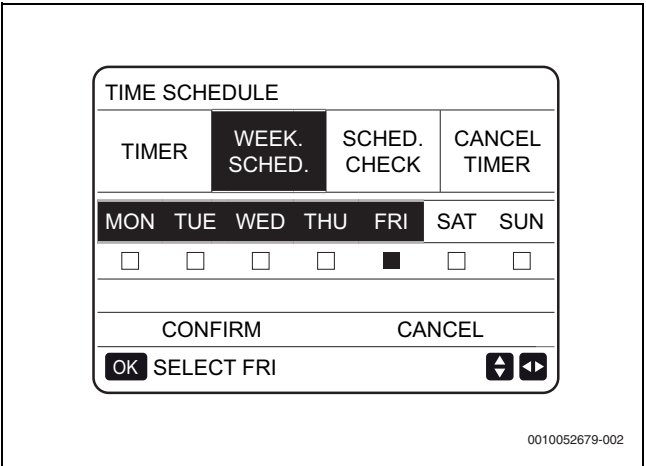 TIME SCHEDULE
TIMER WEEK. SCHED. SCHED. CHECK CANCEL TIMER
MON TUE WED THU FRI SAT SUN
CONFIRM CANCEL
OK SELECT FRI
0010052679-002